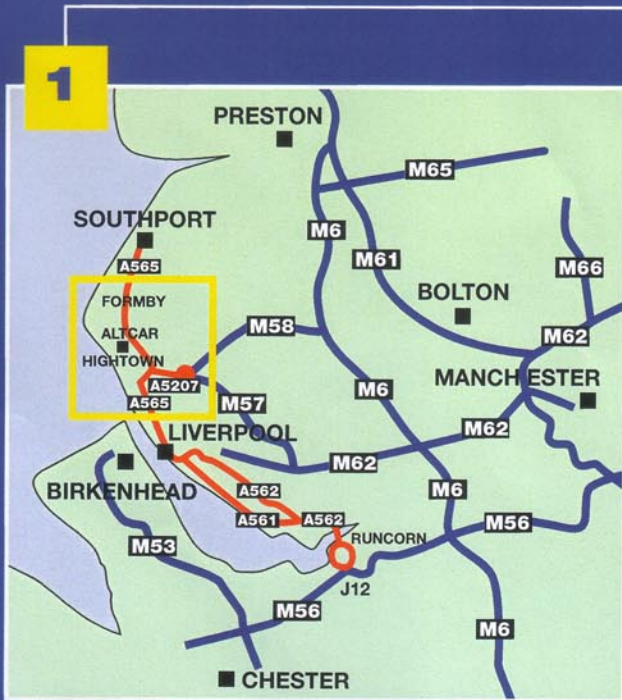 1
PRESTON
M65
SOUTHPORT
M6
A565
M61
M66
FORMBY
BOLTON
M58
ALTCAR
M62
HIGHTOWN
MANCHESTER
A5207
M6
A565
M57
M62
LIVERPOOL
M62
BIRKENHEAD
A562
M6
A561
A562
M56
RUNCORN
M53
J12
M56
M6
CHESTER